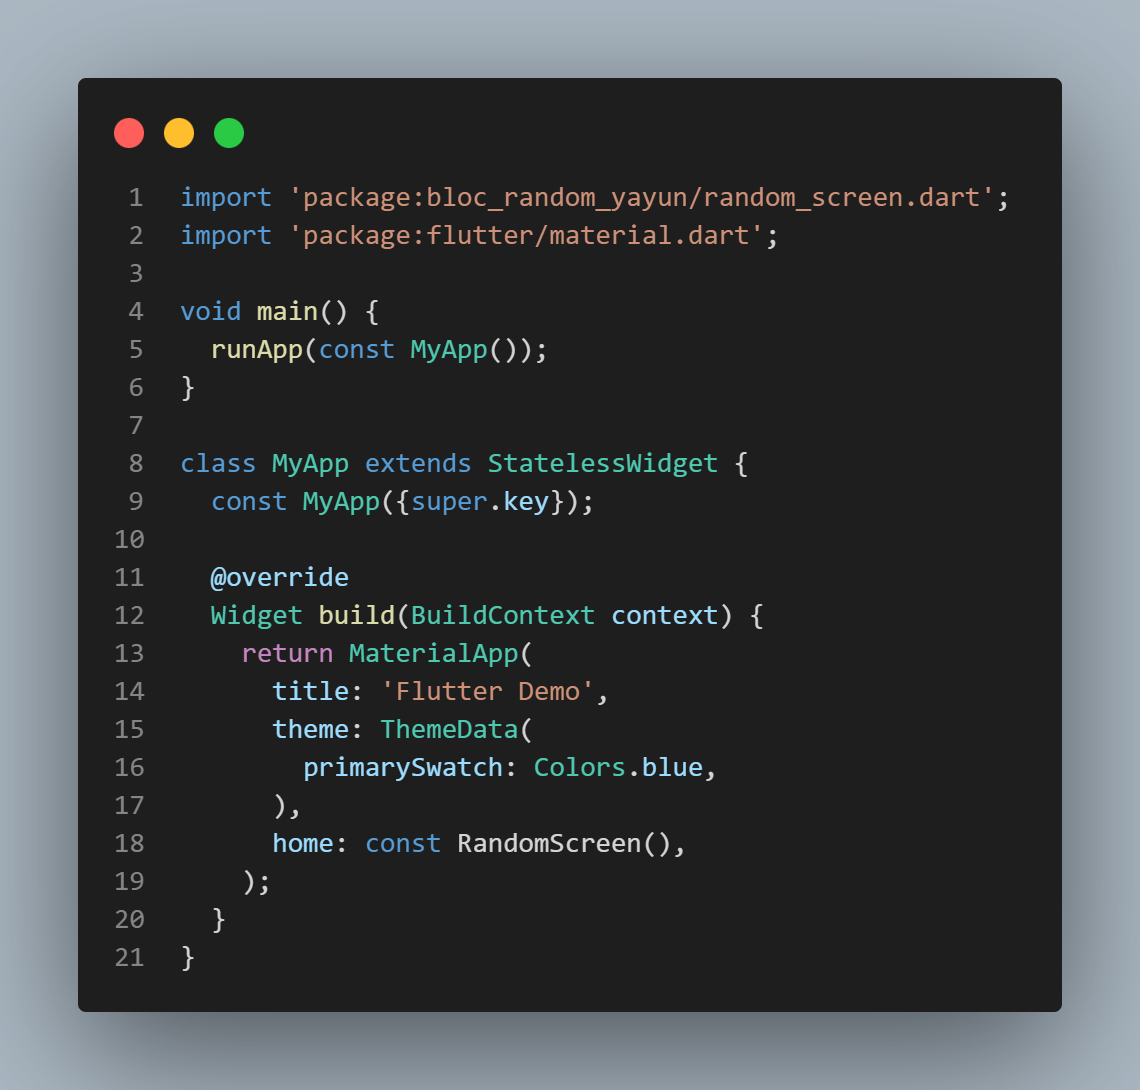 1 import 'package:bloc_random_yayun/random_screen.dart';
2 import 'package:flutter/material.dart';
3
4 void main() {
5   runApp(const MyApp());
6 }
7
8 class MyApp extends StatelessWidget {
9   const MyApp({super.key});
10
11   @override
12   Widget build(BuildContext context) {
13     return MaterialApp(
14       title: 'Flutter Demo',
15       theme: ThemeData(
16         primarySwatch: Colors.blue,
17       ),
18       home: const RandomScreen(),
19     );
20   }
21 }